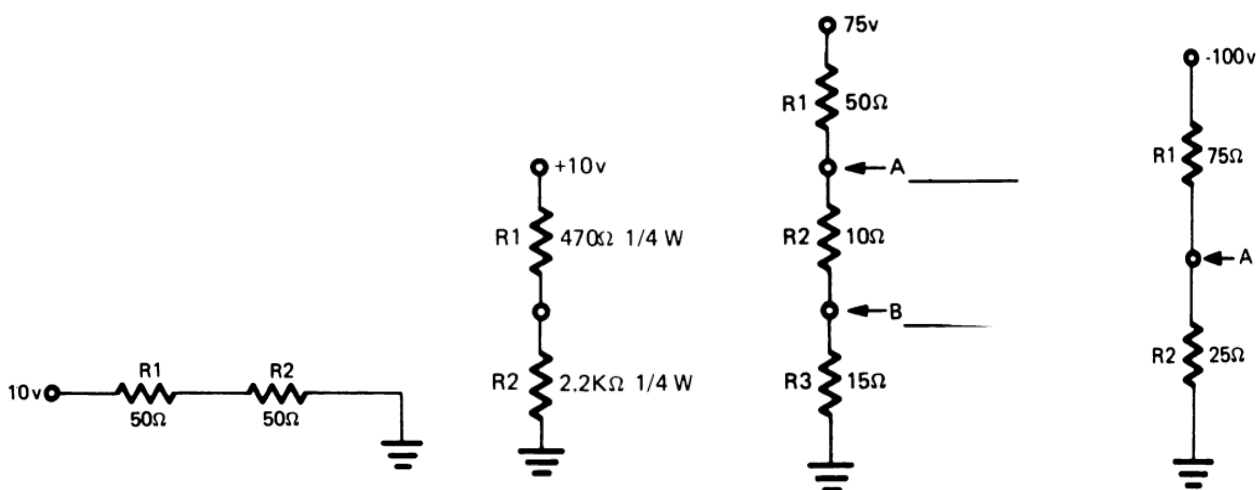 10v
R1
50Ω
R2
50Ω
+10v
R1 470Ω 1/4 W
R2 2.2KΩ 1/4 W
75v
R1 50Ω
A
R2 10Ω
B
R3 15Ω
-100v
R1 75Ω
A
R2 25Ω